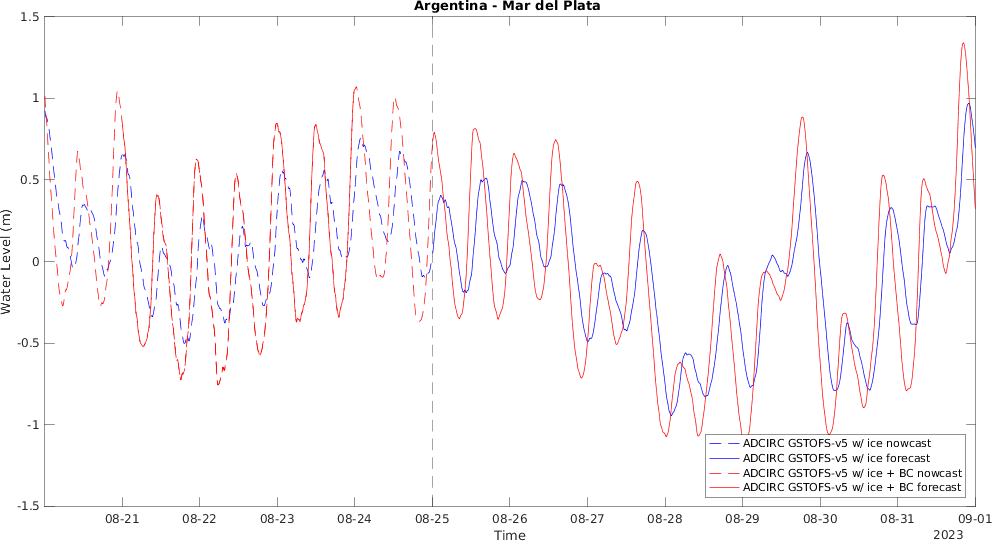 Argentina - Mar del Plata
1.5
1
0.5
0
-0.5
-1
-1.5
Water Level (m)
ADCIRC GSTOFS-v5 w/ ice nowcast
ADCIRC GSTOFS-v5 w/ ice forecast
ADCIRC GSTOFS-v5 w/ ice + BC nowcast
ADCIRC GSTOFS-v5 w/ ice + BC forecast
08-21 08-22 08-23 08-24 08-25 08-26 08-27 08-28 08-29 08-30 08-31 09-01
Time
2023